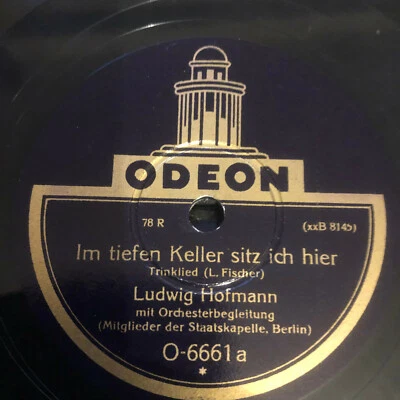 ODEON
78 R
(xxB 8145)
Im tiefen Keller sitz ich hier
Trinklied (L. Fischer)
Ludwig Hofmann
mit Orchesterbegleitung
(Mitglieder der Staatskapelle, Berlin)
O-6661a
*